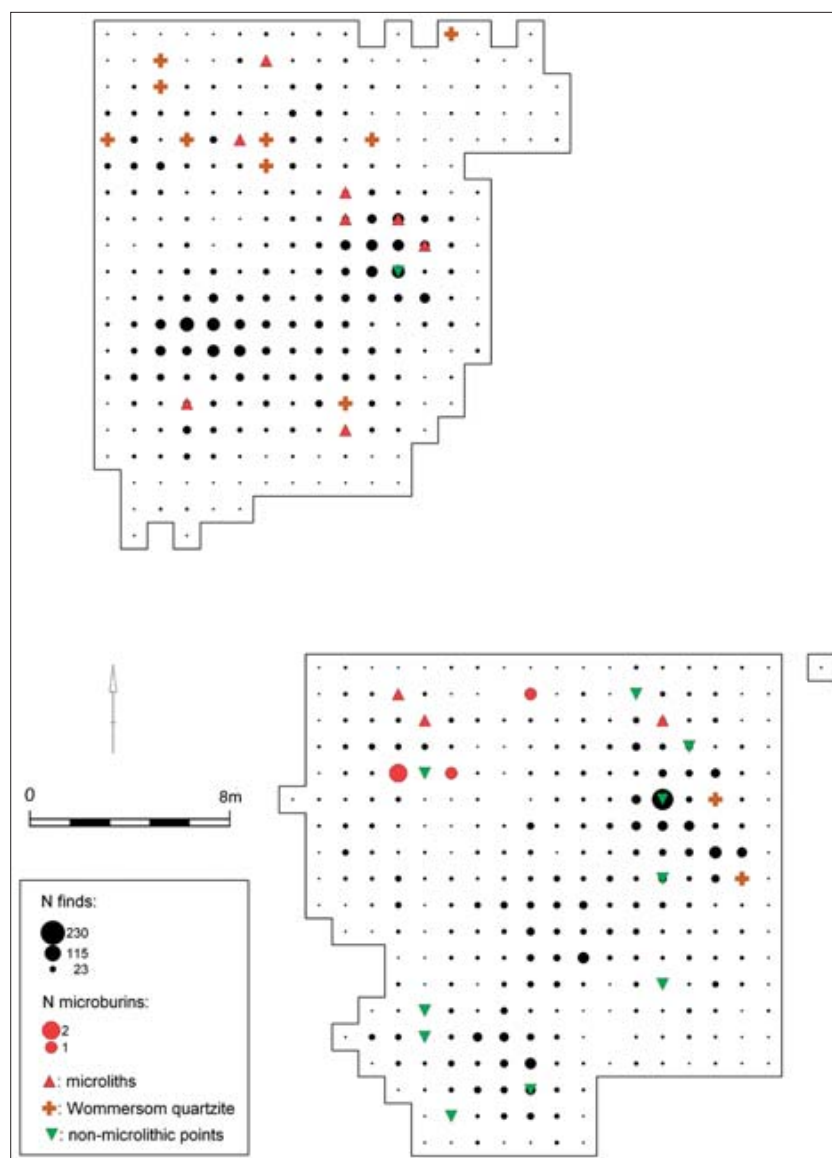 0 8m
N finds:
230
115
23
N microburins:
2
1
: microliths
: Wommersom quartzite
: non-microlithic points